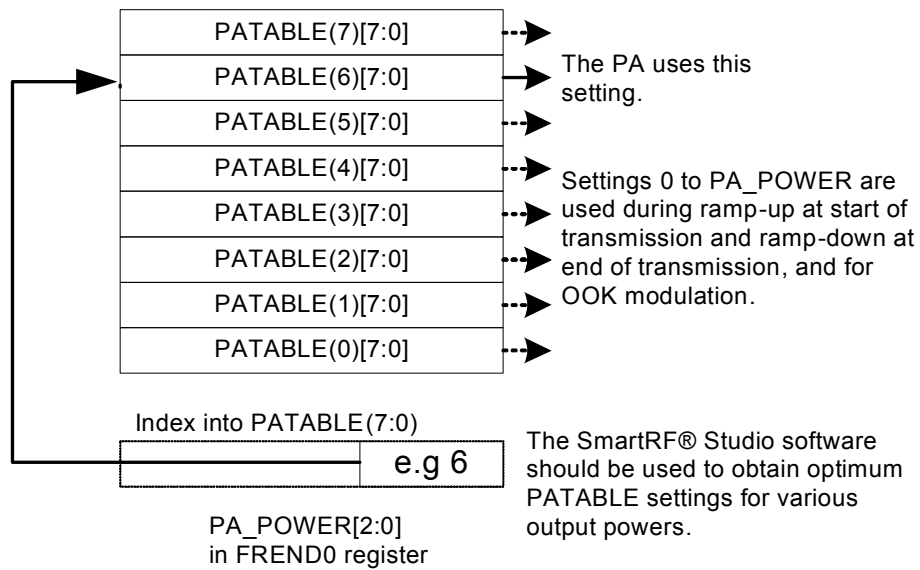 PATABLE(7)[7:0]
PATABLE(6)[7:0]
The PA uses this
setting.
PATABLE(5)[7:0]
PATABLE(4)[7:0]
PATABLE(3)[7:0]
PATABLE(2)[7:0]
PATABLE(1)[7:0]
PATABLE(0)[7:0]
Settings 0 to PA_POWER are
used during ramp-up at start of
transmission and ramp-down at
end of transmission, and for
OOK modulation.
Index into PATABLE(7:0)
e.g 6
PA_POWER[2:0]
in FREND0 register
The SmartRF® Studio software
should be used to obtain optimum
PATABLE settings for various
output powers.